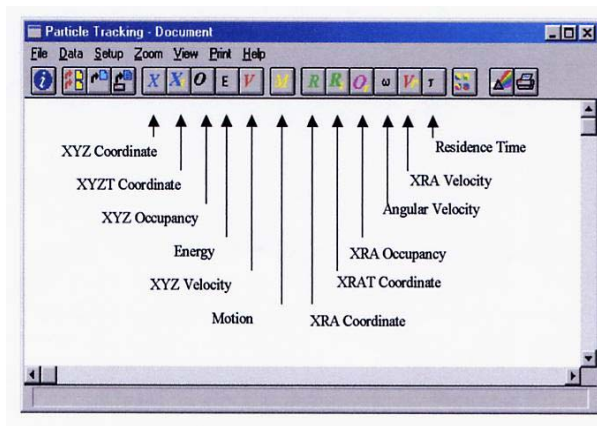 Particle Tracking - Document
File Data Setup Zoom View Print Help
X X O E V M R R O ω V τ
XYZ Coordinate
Residence Time
XYZT Coordinate
XRA Velocity
XYZ Occupancy
Angular Velocity
Energy
XRA Occupancy
XYZ Velocity
XRAT Coordinate
Motion
XRA Coordinate